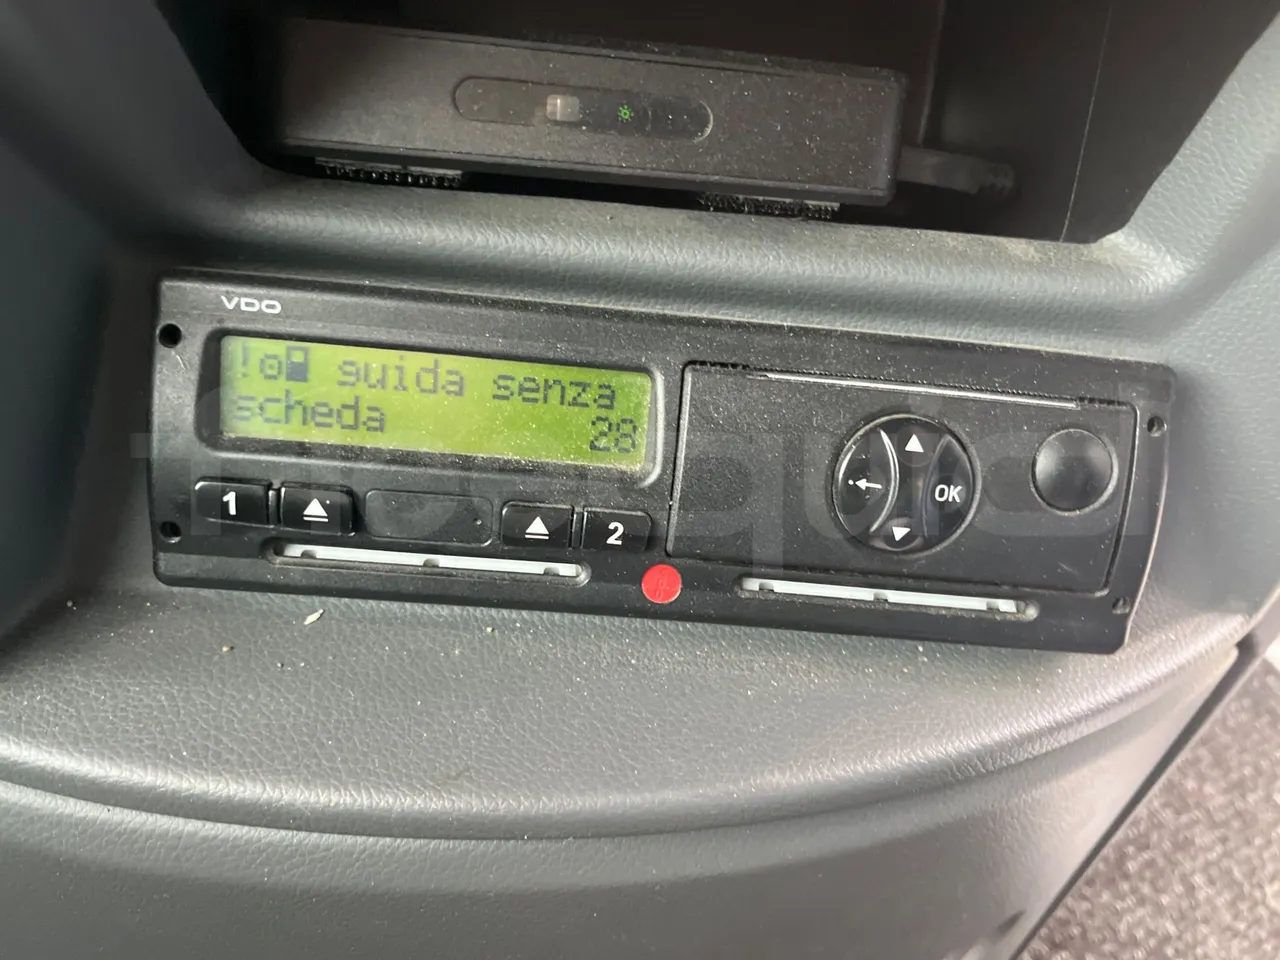 VDO
! guida senza
scheda 28
1
2
OK